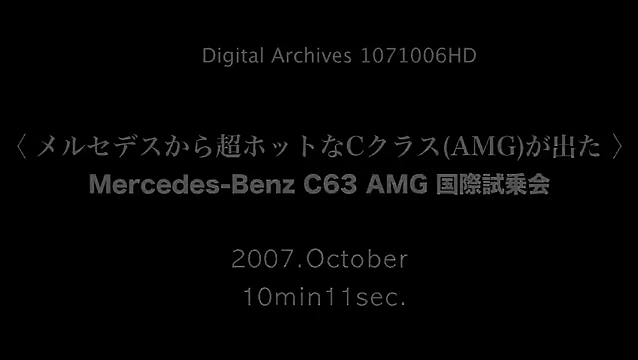 Digital Archives 1071006HD
〈 メルセデスから超ホットなCクラス(AMG)が出た 〉
Mercedes-Benz C63 AMG 国際試乗会
2007.October
10min11sec.